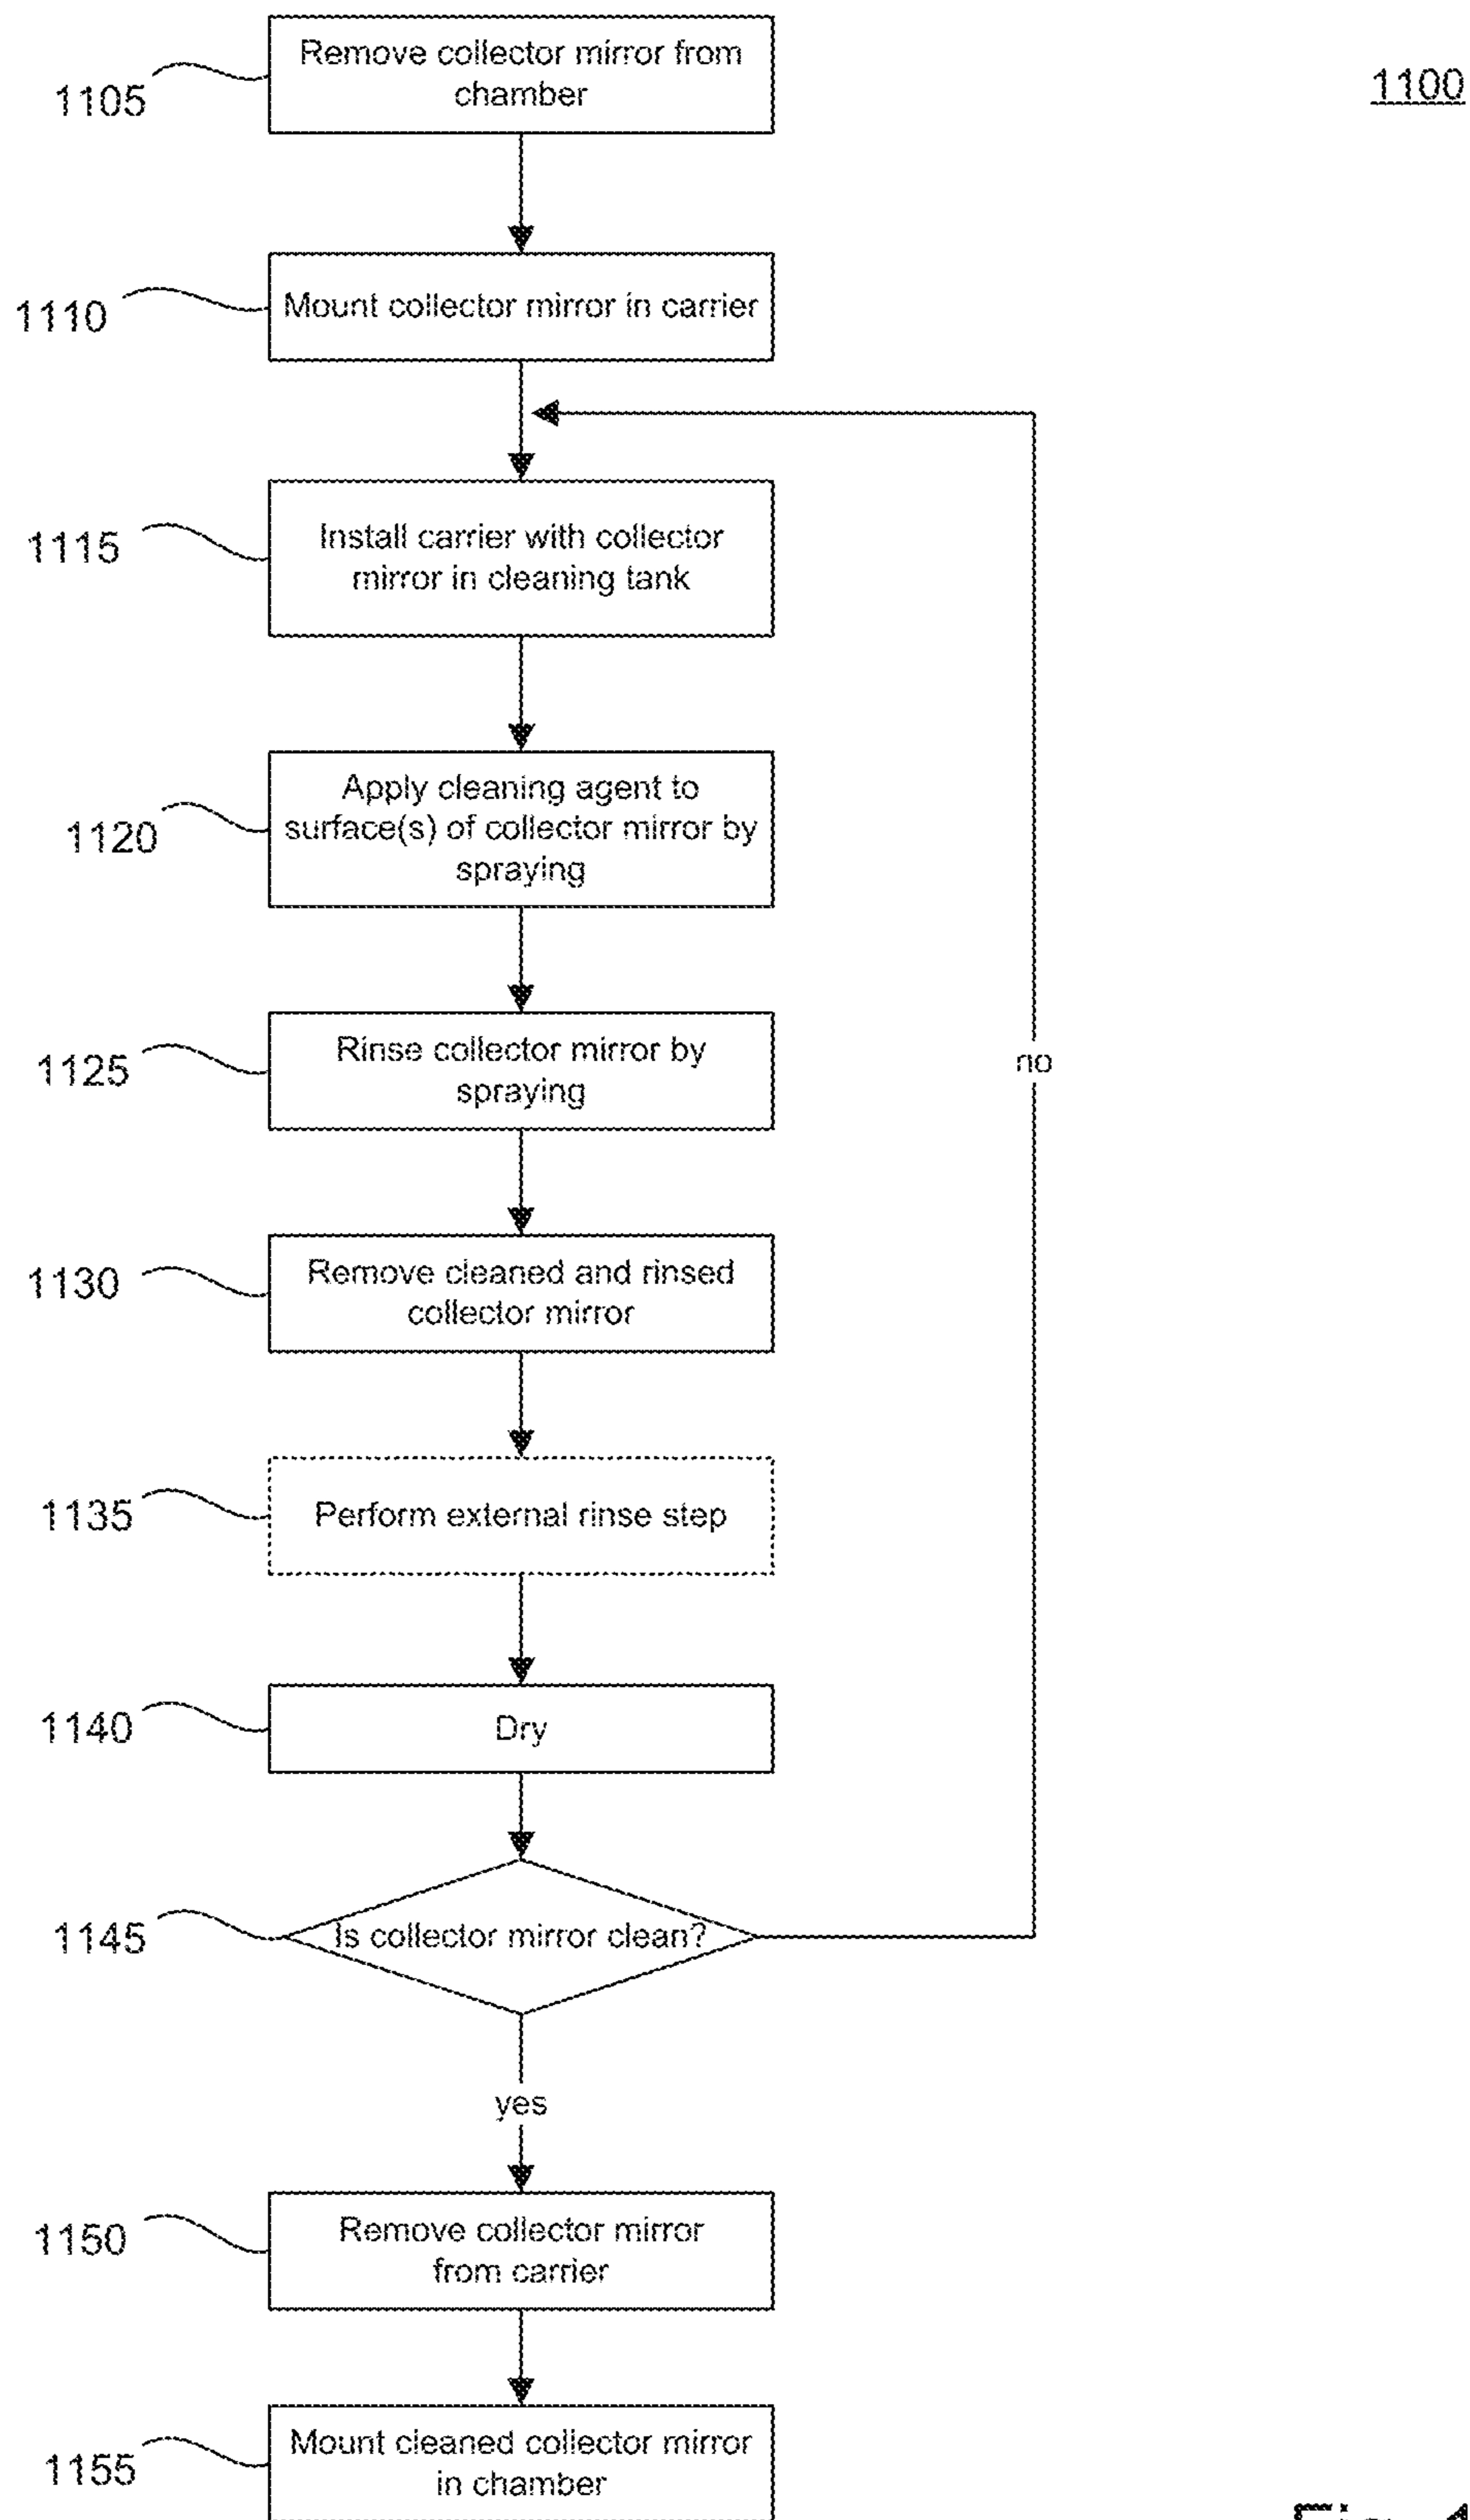 1100
1105
Remove collector mirror from
chamber
1110
Mount collector mirror in carrier
1115
Install carrier with collector
mirror in cleaning tank
1120
Apply cleaning agent to
surface(s) of collector mirror by
spraying
1125
Rinse collector mirror by
spraying
no
1130
Remove cleaned and rinsed
collector mirror
1135
Perform external rinse step
1140
Dry
1145
Is collector mirror clean?
yes
1150
Remove collector mirror
from carrier
1155
Mount cleaned collector mirror
in chamber